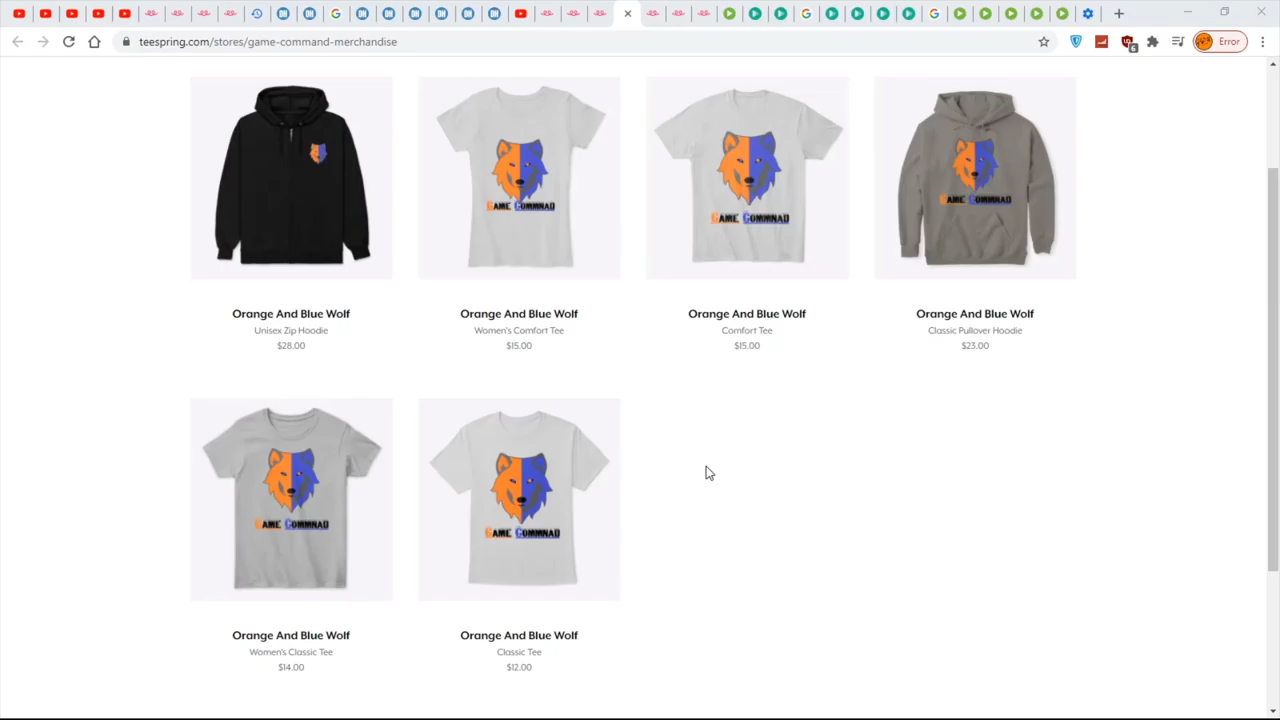 teespring.com/stores/game-command-merchandise
6
Error
GAME COMMNAD
GAME COMMNAD
GAME COMMNAD
Orange And Blue Wolf
Orange And Blue Wolf
Orange And Blue Wolf
Orange And Blue Wolf
Unisex Zip Hoodie
Women's Comfort Tee
Comfort Tee
Classic Pullover Hoodie
$28.00
$15.00
$15.00
$23.00
GAME COMMNAD
GAME COMMNAD
Orange And Blue Wolf
Orange And Blue Wolf
Women's Classic Tee
Classic Tee
$14.00
$12.00